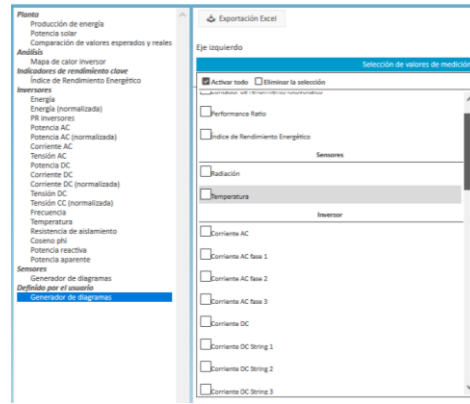 Planta
Producción de energía
Potencia solar
Comparación de valores esperados y reales
Análisis
Mapa de calor inversor
Indicadores de rendimiento clave
Índice de Rendimiento Energético
Inversores
Energía
Energía (normalizada)
PR inversores
Potencia AC
Potencia AC (normalizada)
Corriente AC
Tensión AC
Potencia DC
Corriente DC
Corriente DC (normalizada)
Tensión DC
Tensión CC (normalizada)
Frecuencia
Temperatura
Resistencia de aislamiento
Coseno phi
Potencia reactiva
Potencia aparente
Sensores
Generador de diagramas
Definido por el usuario
Generador de diagramas
Exportación Excel
Eje izquierdo
Selección de valores de medición
Activar todo Eliminar la selección
Performance Ratio
Índice de Rendimiento Energético
Sensores
Radiación
Temperatura
Inversor
Corriente AC
Corriente AC fase 1
Corriente AC fase 2
Corriente AC fase 3
Corriente DC
Corriente DC String 1
Corriente DC String 2
Corriente DC String 3